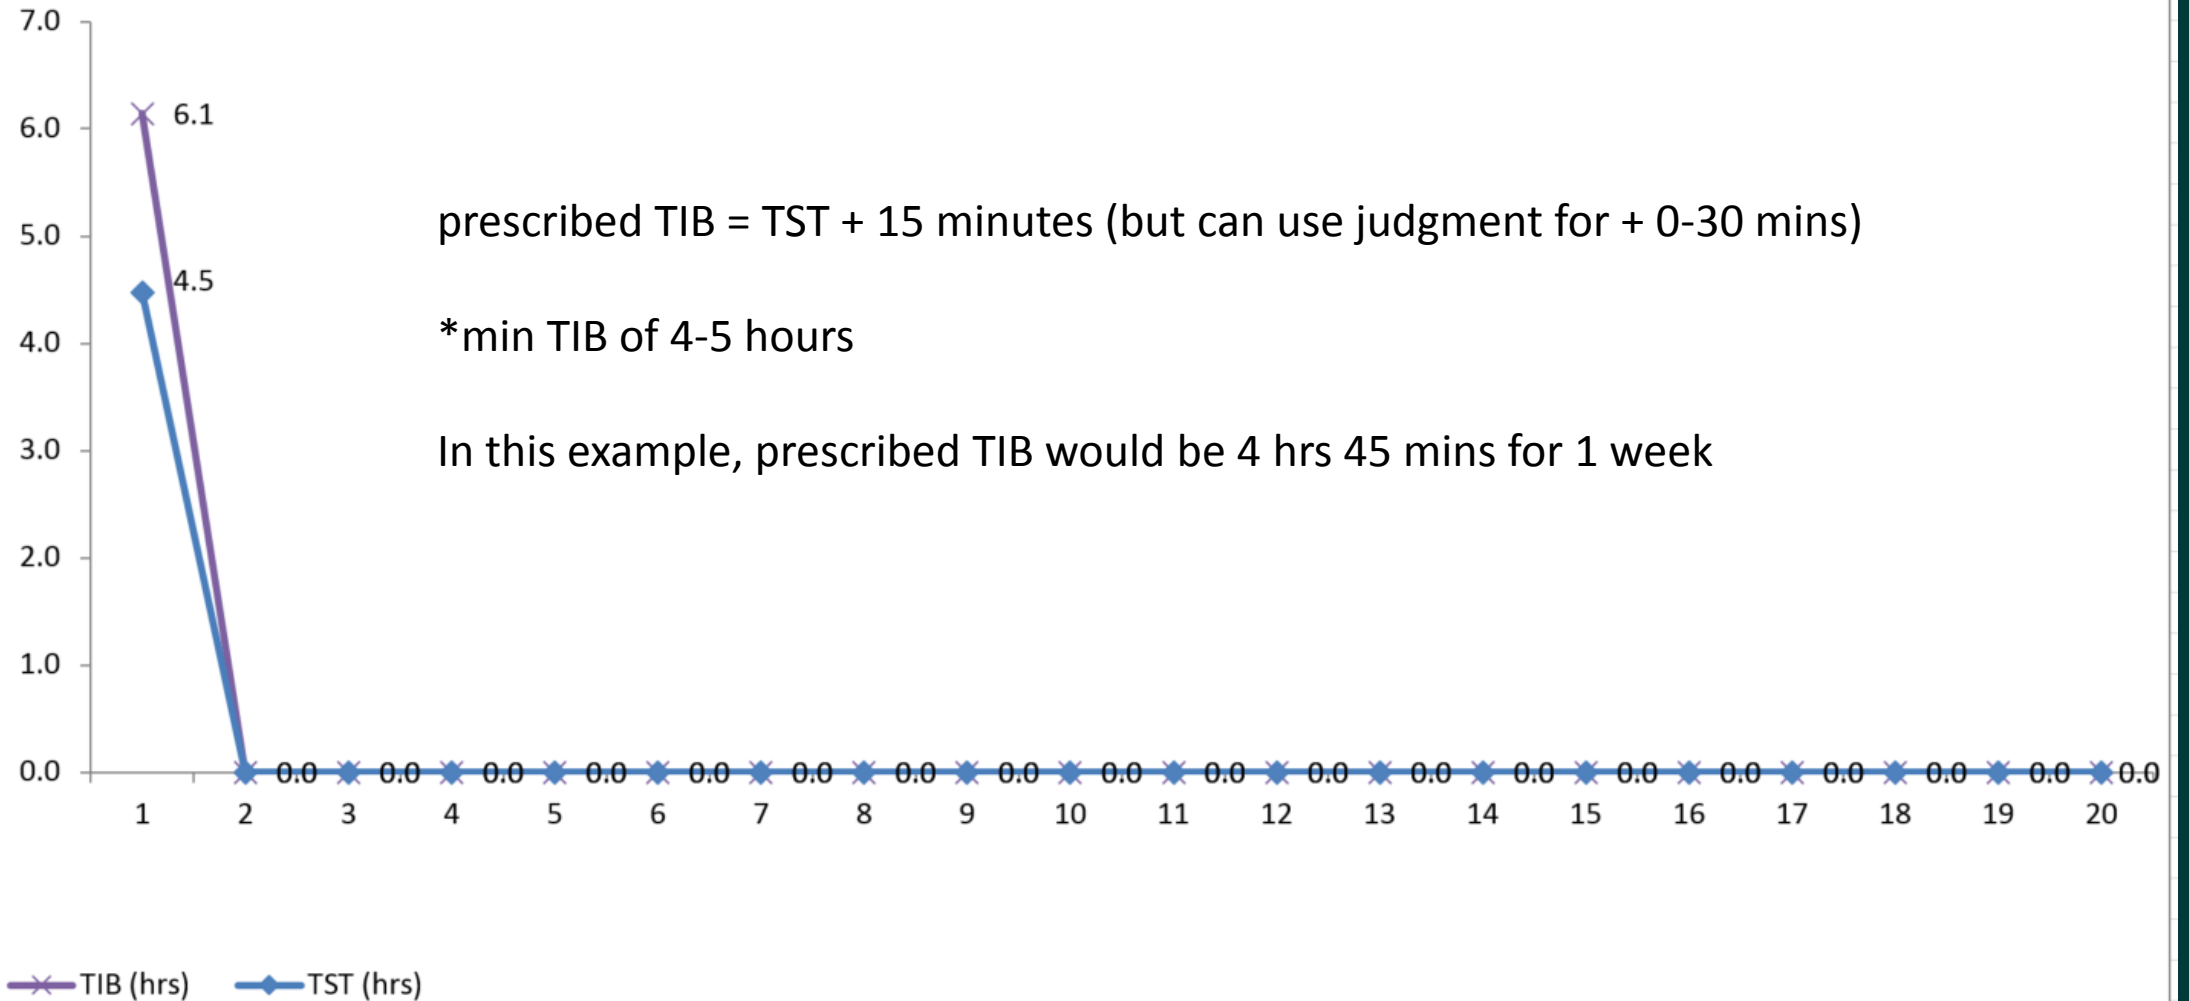 7.0
6.0
5.0
4.0
3.0
2.0
1.0
0.0
6.1
4.5
prescribed TIB = TST + 15 minutes (but can use judgment for + 0-30 mins)
*min TIB of 4-5 hours
In this example, prescribed TIB would be 4 hrs 45 mins for 1 week
0.0 0.0 0.0 0.0 0.0 0.0 0.0 0.0 0.0 0.0 0.0 0.0 0.0 0.0 0.0 0.0 0.0 0.0 0.0
1 2 3 4 5 6 7 8 9 10 11 12 13 14 15 16 17 18 19 20
TIB (hrs) TST (hrs)